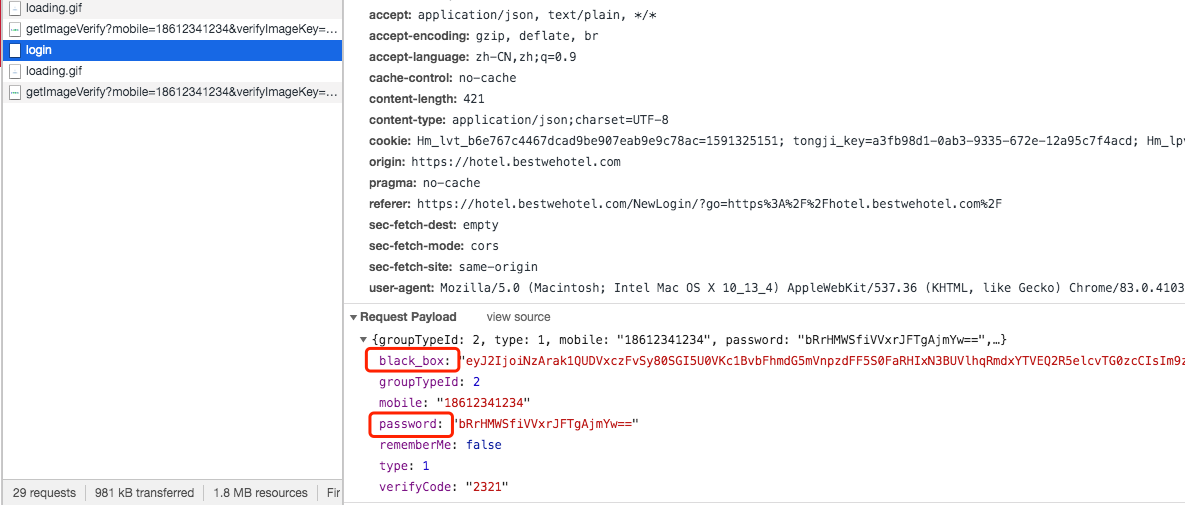 loading.gif
getImageVerify?mobile=18612341234&verifyImageKey=…
login
loading.gif
getImageVerify?mobile=18612341234&verifyImageKey=…
29 requests 981 kB transferred 1.8 MB resources Fir
accept: application/json, text/plain, */*
accept-encoding: gzip, deflate, br
accept-language: zh-CN,zh;q=0.9
cache-control: no-cache
content-length: 421
content-type: application/json;charset=UTF-8
cookie: Hm_lvt_b6e767c4467dcad9be907eab9e9c78ac=1591325151; tongji_key=a3fb98d1-0ab3-9335-672e-12a95c7f4acd; Hm_lpv
origin: https://hotel.bestwehotel.com
pragma: no-cache
referer: https://hotel.bestwehotel.com/NewLogin/?go=https%3A%2F%2Fhotel.bestwehotel.com%2F
sec-fetch-dest: empty
sec-fetch-mode: cors
sec-fetch-site: same-origin
user-agent: Mozilla/5.0 (Macintosh; Intel Mac OS X 10_13_4) AppleWebKit/537.36 (KHTML, like Gecko) Chrome/83.0.4103
Request Payload view source
{groupTypeId: 2, type: 1, mobile: "18612341234", password: "bRrHMWSfiVVxrJFTgAjmYw==",…}
black_box: "eyJ2IjoiNzArak1QUDVxczFvSy80SGI5U0VKc1BvbFhmdG5mVnpzdFF5S0FaRHIxN3BUVlhqRmdxYTVEQ2R5elcvTG0zcCIsIm9z
groupTypeId: 2
mobile: "18612341234"
password: "bRrHMWSfiVVxrJFTgAjmYw=="
rememberMe: false
type: 1
verifyCode: "2321"